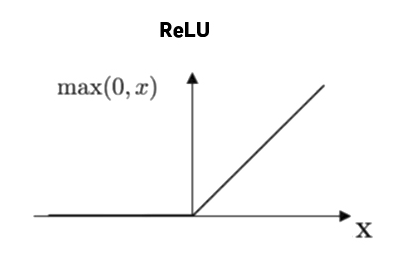 ReLU
max(0, x)
X